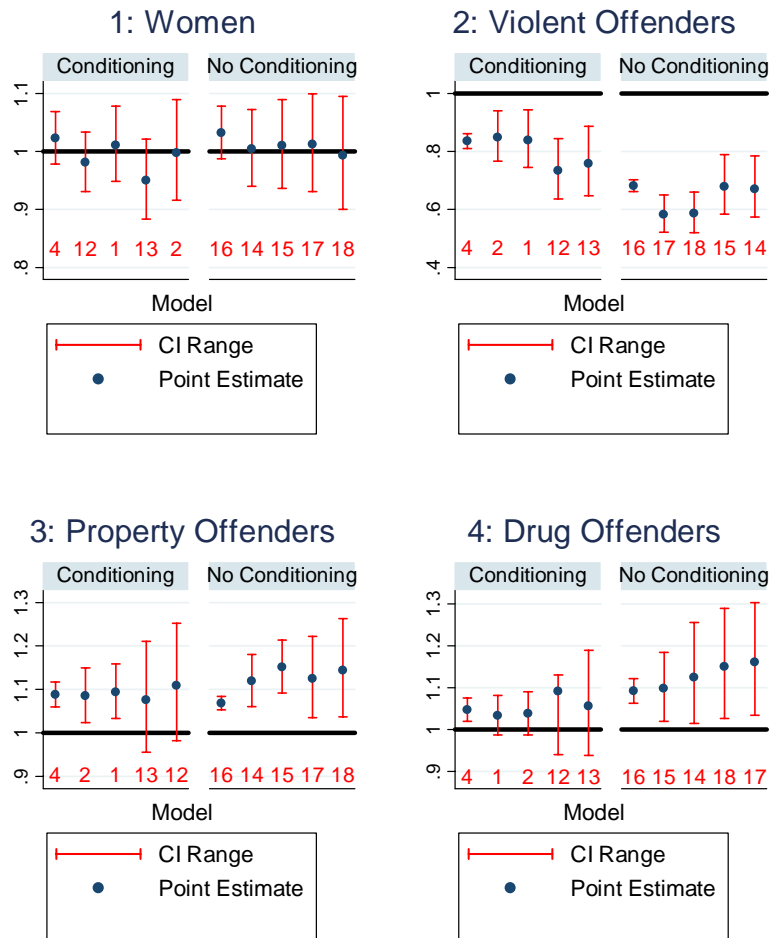 1: Women
Conditioning No Conditioning
1.1
1
.9
.8
4 12 1 13 2 16 14 15 17 18
Model
CI Range
Point Estimate
2: Violent Offenders
Conditioning No Conditioning
1
.8
.6
.4
4 2 1 12 13 16 17 18 15 14
Model
CI Range
Point Estimate
3: Property Offenders
Conditioning No Conditioning
1.3
1.2
1.1
1
.9
4 2 1 13 12 16 14 15 17 18
Model
CI Range
Point Estimate
4: Drug Offenders
Conditioning No Conditioning
1.3
1.2
1.1
1
.9
4 1 2 12 13 16 15 14 18 17
Model
CI Range
Point Estimate